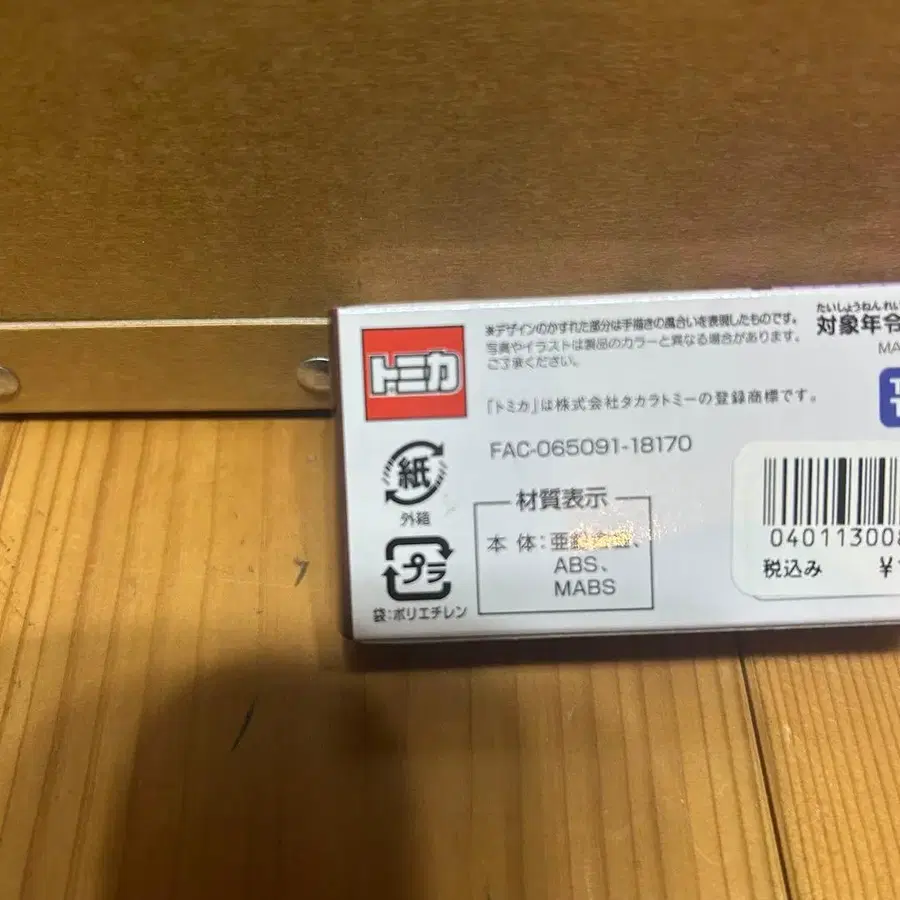 トミカ
※デザインのかすれた部分は手描きの風合いを表現したものです。
写真やイラストは製品のカラーと異なる場合があります。
ご了承ください。
「トミカ」は株式会社タカラトミーの登録商標です。
FAC-065091-18170
紙
外箱
プラ
袋:ポリエチレン
材質表示
本 体:亜鉛合金、
ABS、
MABS
たいしょうねんれい
対象年令
MA
T
T
04011300
税込み ¥